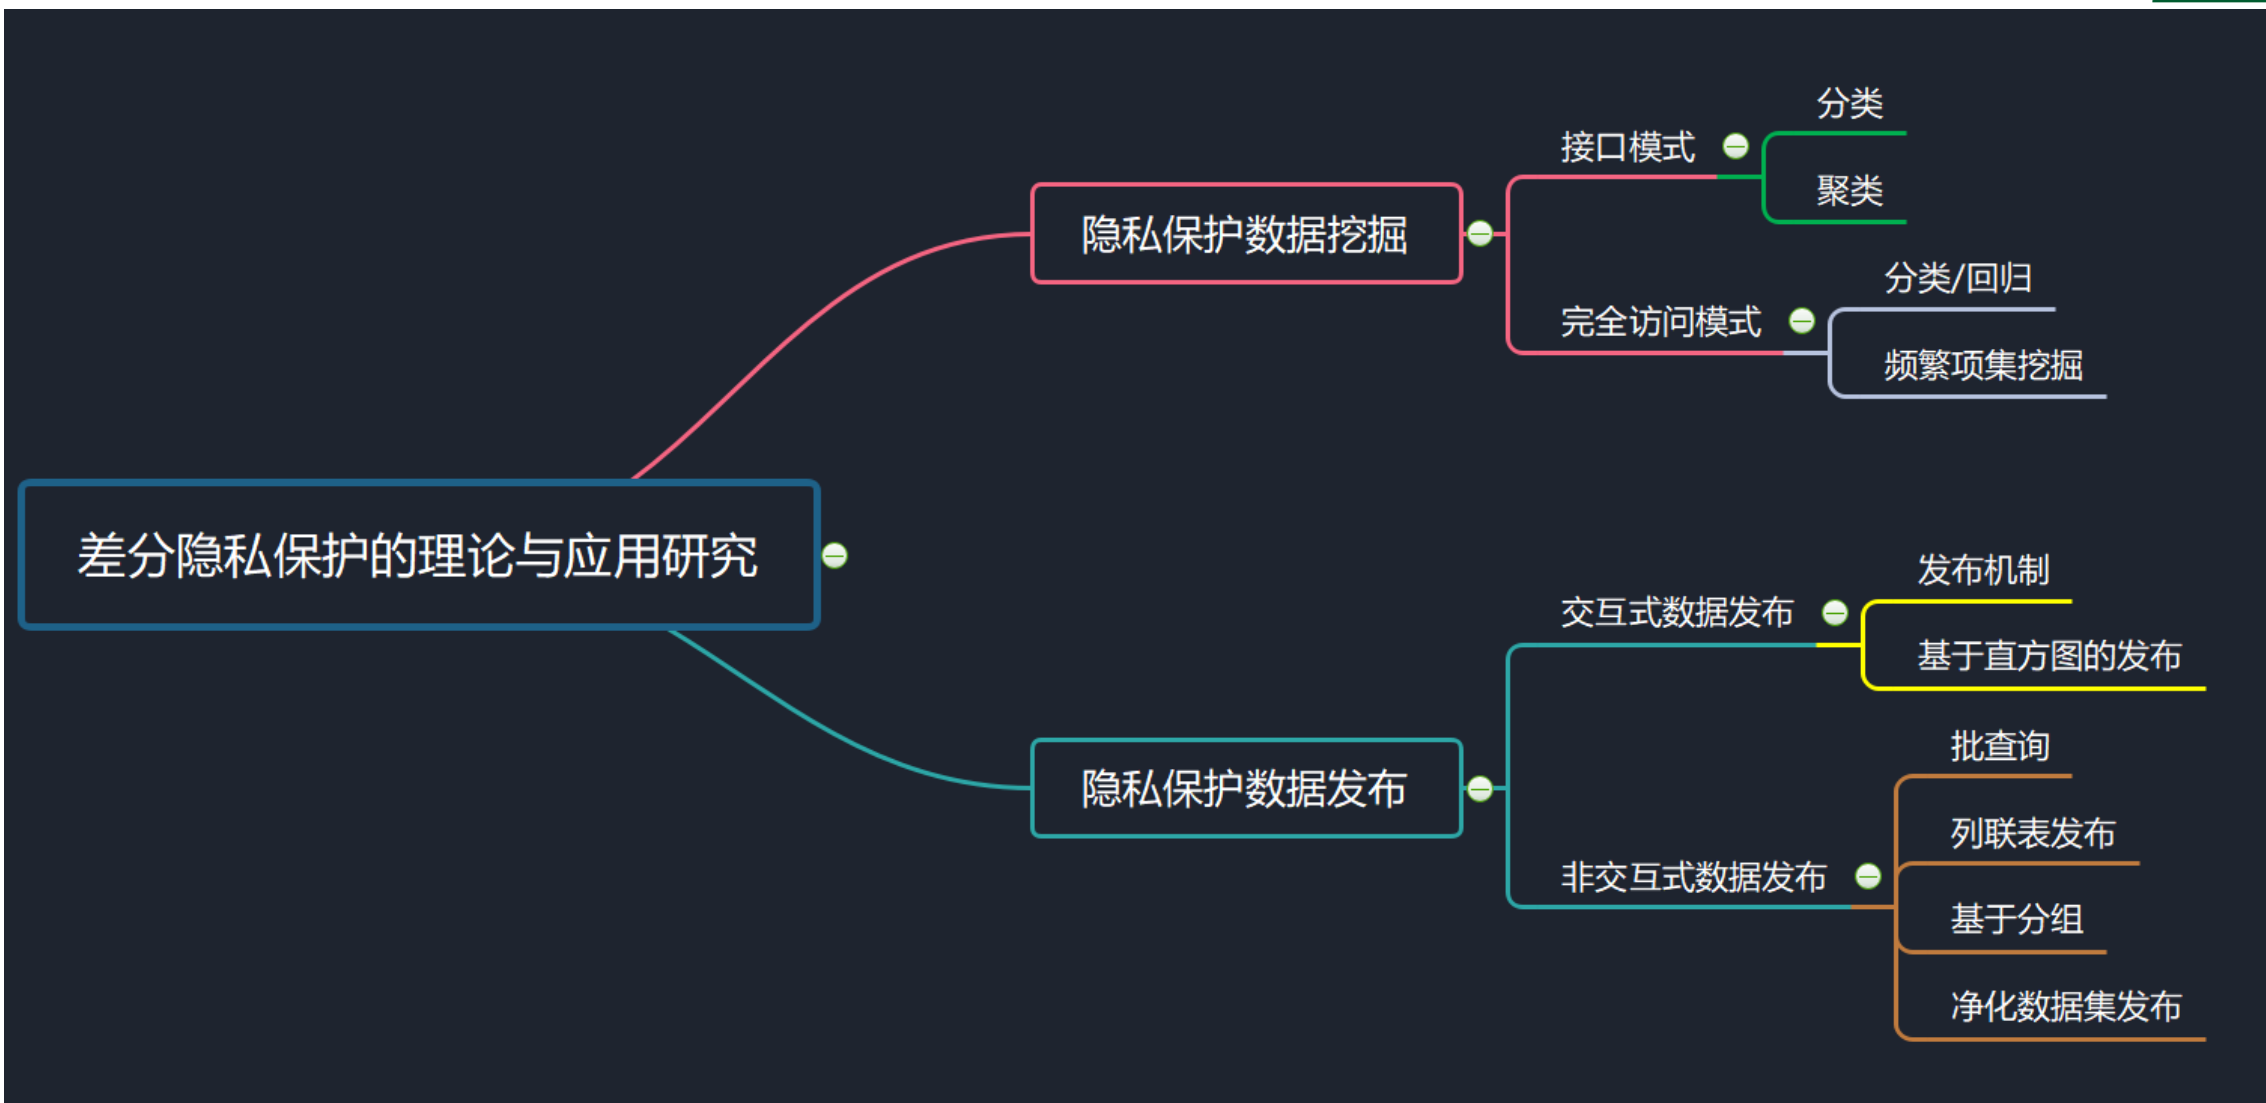 差分隐私保护的理论与应用研究
隐私保护数据挖掘
接口模式
分类
聚类
完全访问模式
分类/回归
频繁项集挖掘
隐私保护数据发布
交互式数据发布
发布机制
基于直方图的发布
非交互式数据发布
批查询
列联表发布
基于分组
净化数据集发布